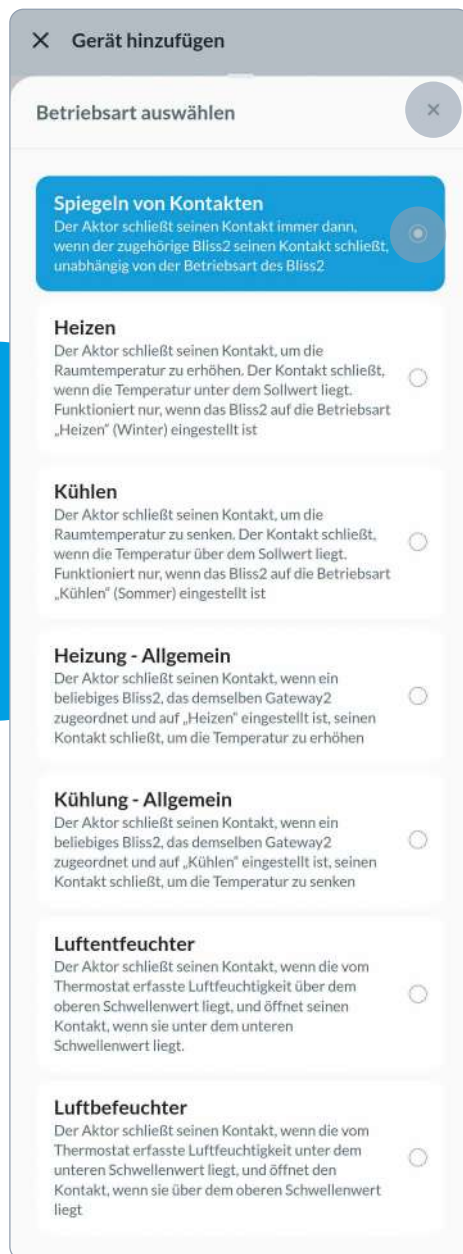 × Gerät hinzufügen
Betriebsart auswählen ×
Spiegeln von Kontakten
Der Aktor schließt seinen Kontakt immer dann,
wenn der zugehörige Bliss2 seinen Kontakt schließt,
unabhängig von der Betriebsart des Bliss2
Heizen
Der Aktor schließt seinen Kontakt, um die
Raumtemperatur zu erhöhen. Der Kontakt schließt,
wenn die Temperatur unter dem Sollwert liegt.
Funktioniert nur, wenn das Bliss2 auf die Betriebsart
„Heizen“ (Winter) eingestellt ist
Kühlen
Der Aktor schließt seinen Kontakt, um die
Raumtemperatur zu senken. Der Kontakt schließt,
wenn die Temperatur über dem Sollwert liegt.
Funktioniert nur, wenn das Bliss2 auf die Betriebsart
„Kühlen“ (Sommer) eingestellt ist
Heizung - Allgemein
Der Aktor schließt seinen Kontakt, wenn ein
beliebiges Bliss2, das demselben Gateway2
zugeordnet und auf „Heizen“ eingestellt ist, seinen
Kontakt schließt, um die Temperatur zu erhöhen
Kühlung - Allgemein
Der Aktor schließt seinen Kontakt, wenn ein
beliebiges Bliss2, das demselben Gateway2
zugeordnet und auf „Kühlen“ eingestellt ist, seinen
Kontakt schließt, um die Temperatur zu senken
Luftentfeuchter
Der Aktor schließt seinen Kontakt, wenn die vom
Thermostat erfasste Luftfeuchtigkeit über dem
oberen Schwellenwert liegt, und öffnet seinen
Kontakt, wenn sie unter dem unteren
Schwellenwert liegt.
Luftbefeuchter
Der Aktor schließt seinen Kontakt, wenn die vom
Thermostat erfasste Luftfeuchtigkeit unter dem
unteren Schwellenwert liegt, und öffnet den
Kontakt, wenn sie über dem oberen Schwellenwert
liegt